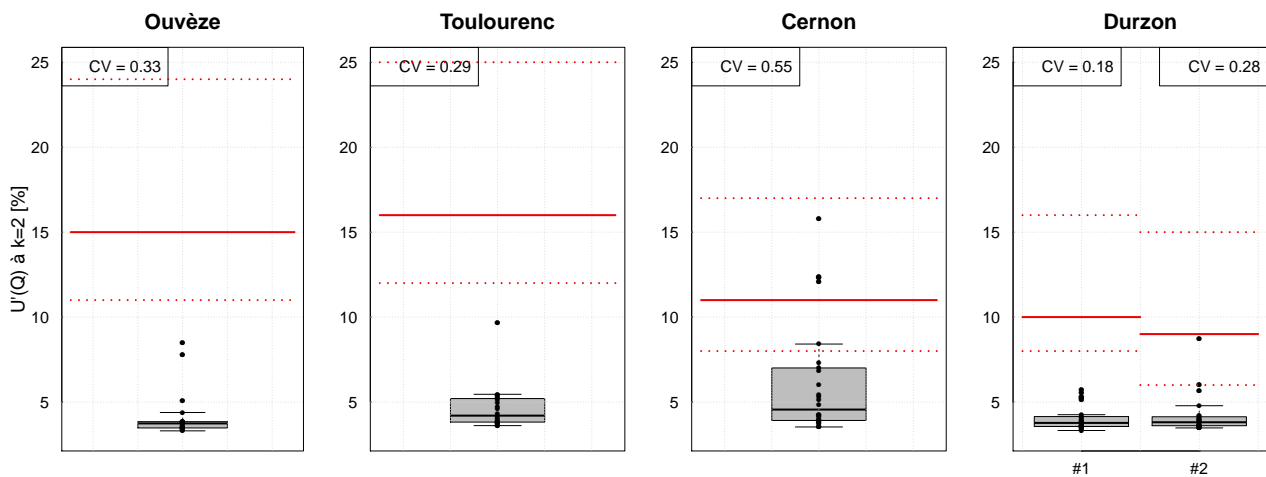 Ouvèze Toulourenc Cernon Durzon
CV = 0.33 CV = 0.29 CV = 0.55 CV = 0.18 CV = 0.28
U'(Q) à k=2 [%]
25 25 25 25
20 20 20 20
15 15 15 15
10 10 10 10
5 5 5 5
#1 #2